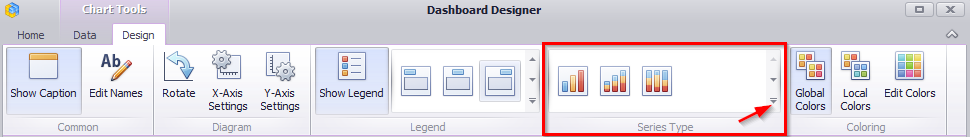 Chart Tools
Dashboard Designer
Home Data Design
Show Caption
Edit Names
Rotate
X-Axis
Settings
Y-Axis
Settings
Show Legend
Global
Colors
Local
Colors
Edit Colors
Common
Diagram
Legend
Series Type
Coloring